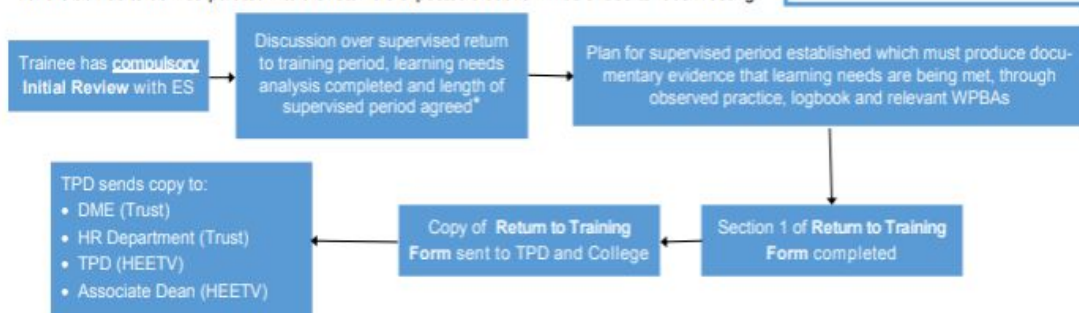 Trainee has compulsory
Initial Review with ES
Discussion over supervised return
to training period, learning needs
analysis completed and length of
supervised period agreed*
Plan for supervised period established which must produce docu-
mentary evidence that learning needs are being met, through
observed practice, logbook and relevant WPBAs
Section 1 of Return to Training
Form completed
Copy of Return to Training
Form sent to TPD and College
TPD sends copy to:
• DME (Trust)
• HR Department (Trust)
• TPD (HEETV)
• Associate Dean (HEETV)